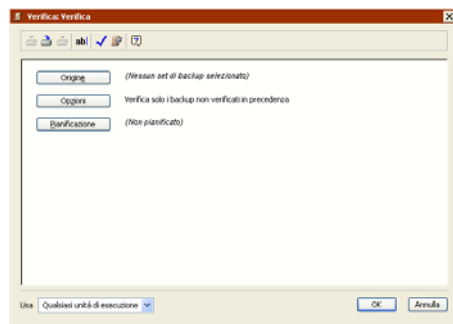 Verifica: Verifica
abl
Origine (Nessun set di backup selezionato)
Opzioni Verifica solo i backup non verificati in precedenza
Pianificazione (Non pianificato)
Usa Qualsiasi unità di esecuzione OK Annulla